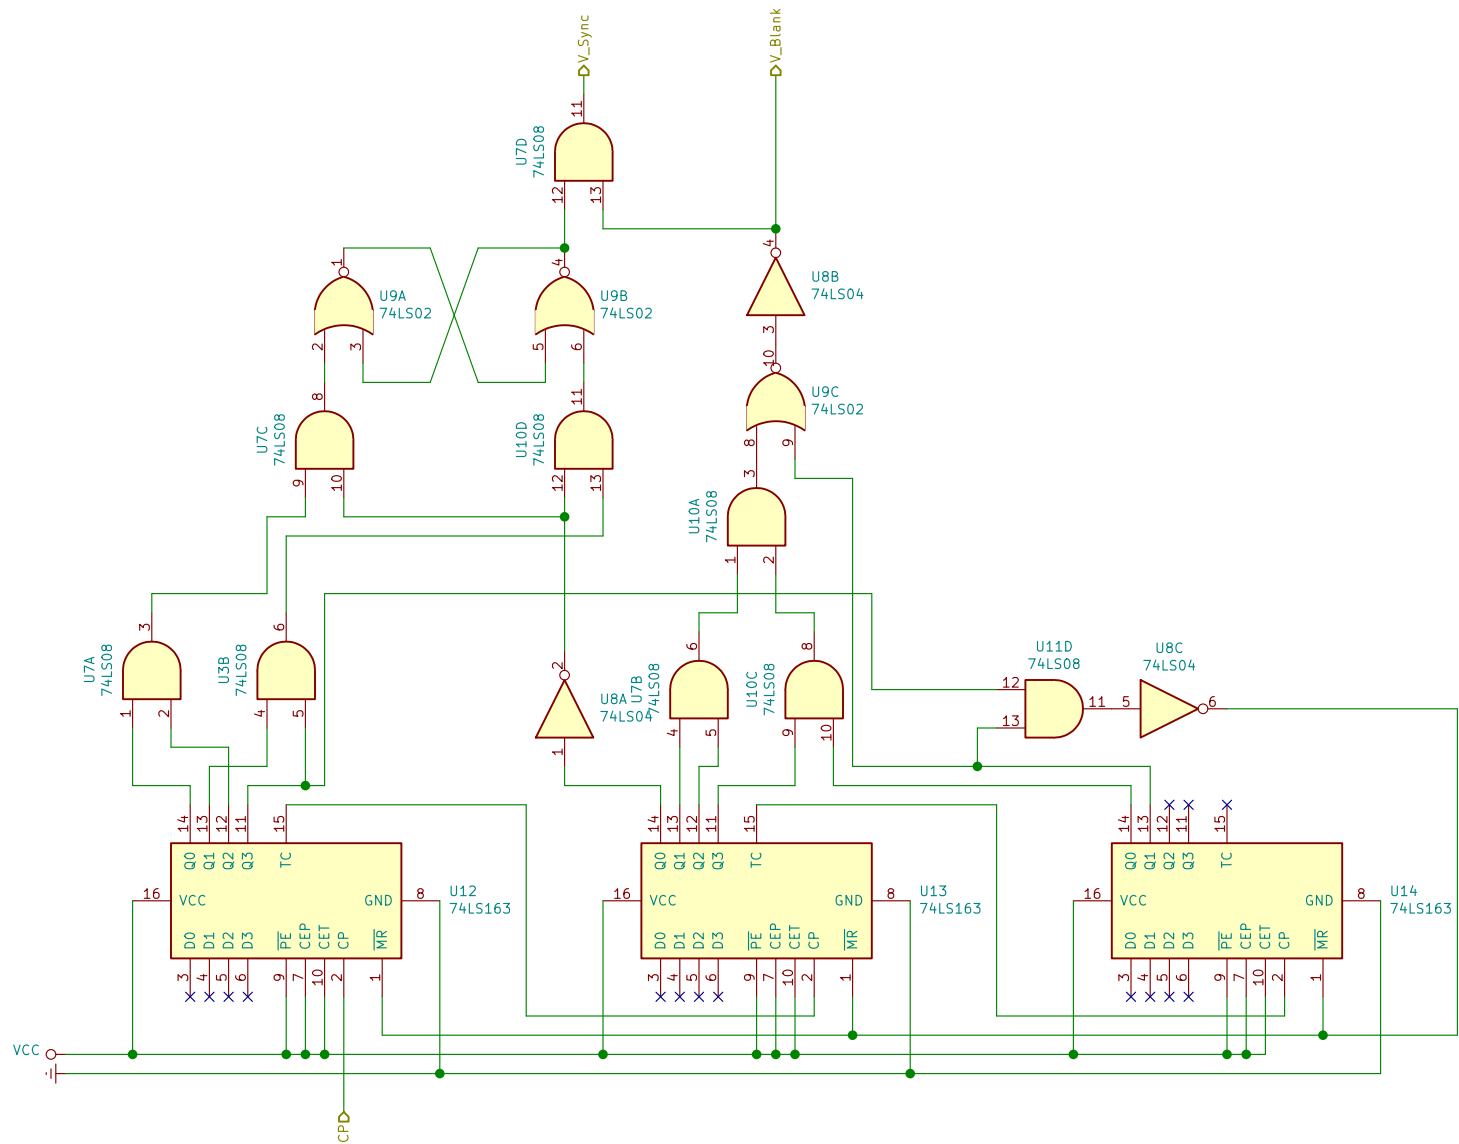 V_Sync
V_Blank
11
U7D
74LS08
12
13
1
U9A
74LS02
2
3
4
U9B
74LS02
5
6
4
U8B
74LS04
3
10
U9C
74LS02
8
9
8
U7C
74LS08
9
10
11
U10D
74LS08
12
13
3
U10A
74LS08
1
2
3
U7A
74LS08
1
2
6
U3B
74LS08
4
5
2
U8A
74LS04
1
6
U7B
74LS08
4
5
8
U10C
74LS08
9
10
U11D
74LS08
12
13
11
U8C
74LS04
5
6
14
13
12
11
15
Q0
Q1
Q2
Q3
TC
16
VCC
GND
8
U12
74LS163
D0
D1
D2
D3
PE
CEP
CET
CP
MR
3
4
5
6
9
7
10
2
1
14
13
12
11
15
Q0
Q1
Q2
Q3
TC
16
VCC
GND
8
U13
74LS163
D0
D1
D2
D3
PE
CEP
CET
CP
MR
3
4
5
6
9
7
10
2
1
14
13
12
11
15
Q0
Q1
Q2
Q3
TC
16
VCC
GND
8
U14
74LS163
D0
D1
D2
D3
PE
CEP
CET
CP
MR
3
4
5
6
9
7
10
2
1
VCC
CP